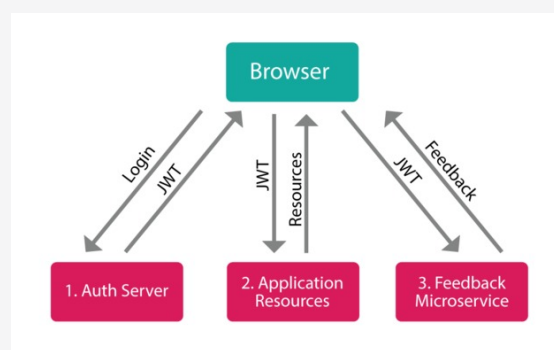 Browser
Login
JWT
JWT
Resources
JWT
Feedback
1. Auth Server
2. Application
Resources
3. Feedback
Microservice